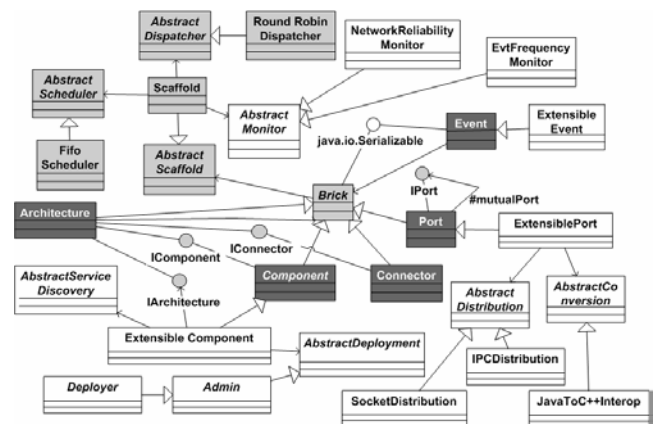 Abstract
Dispatcher
Round Robin
Dispatcher
NetworkReliability
Monitor
EvtFrequency
Monitor
Abstract
Scheduler
Scaffold
Abstract
Monitor
Event
Extensible
Event
java.io.Serializable
Fifo
Scheduler
Abstract
Scaffold
Brick
IPort
#mutualPort
Architecture
IConnector
Port
ExtensiblePort
IComponent
AbstractService
Discovery
IArchitecture
Component
Connector
Abstract
Distribution
AbstractCo
nversion
Extensible Component
AbstractDeployment
IPCDistribution
Deployer
Admin
SocketDistribution
JavaToC++Interop